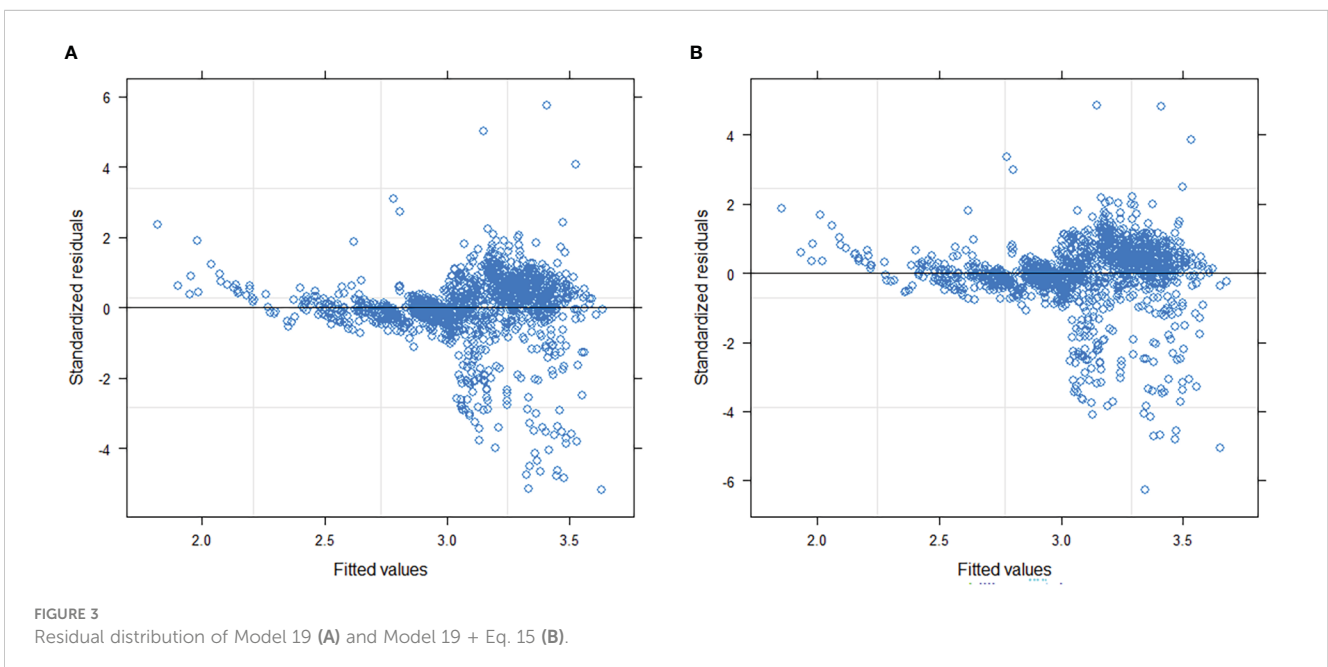 A
B
6
4
2
0
-2
-4
Standardized residuals
2.0 2.5 3.0 3.5
Fitted values
4
2
0
-2
-4
-6
Standardized residuals
2.0 2.5 3.0 3.5
Fitted values
FIGURE 3
Residual distribution of Model 19 (A) and Model 19 + Eq. 15 (B).